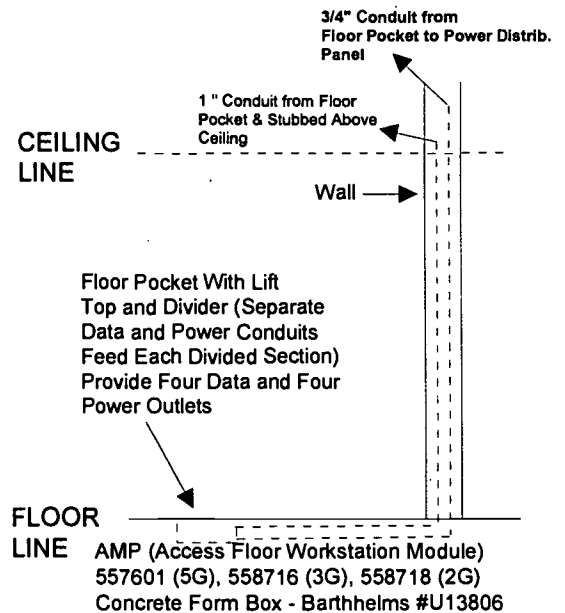 3/4" Conduit from
Floor Pocket to Power Distrib.
Panel
1 " Conduit from Floor
Pocket & Stubbed Above
Ceiling
CEILING
LINE
Wall
Floor Pocket With Lift
Top and Divider (Separate
Data and Power Conduits
Feed Each Divided Section)
Provide Four Data and Four
Power Outlets
FLOOR
LINE
AMP (Access Floor Workstation Module)
557601 (5G), 558716 (3G), 558718 (2G)
Concrete Form Box - Barthhelms #U13806